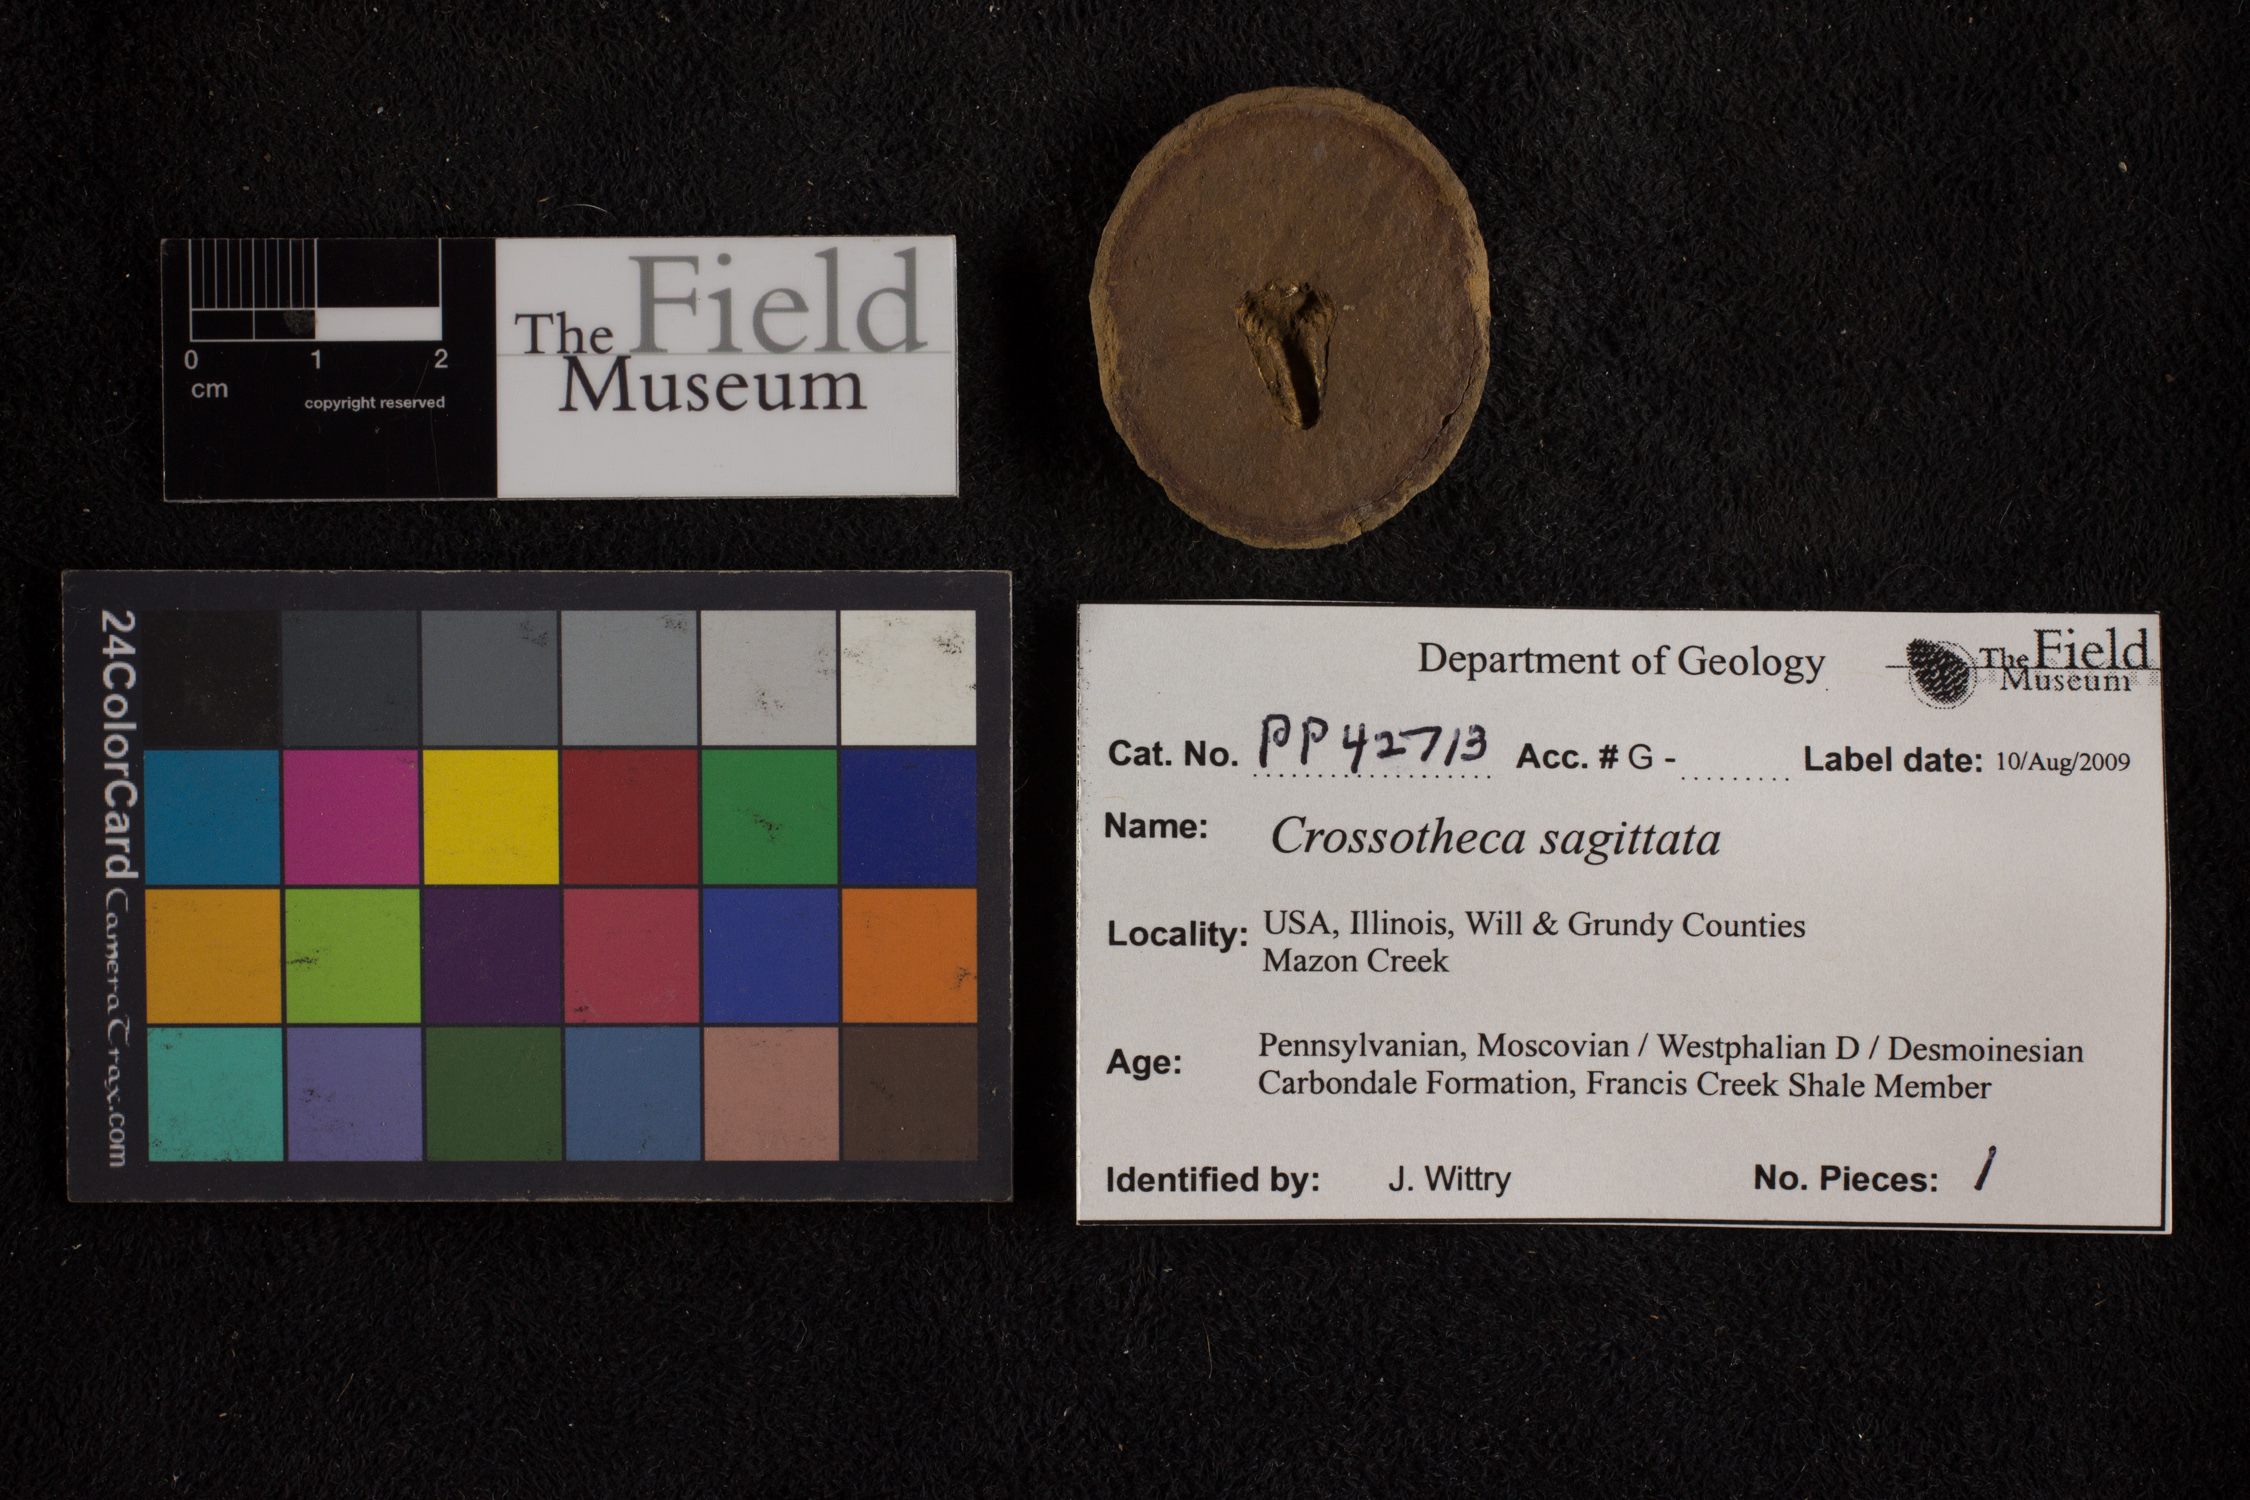 0 1 2
cm
copyright reserved
The Field
Museum
24ColorCard CameraTrax.com
Department of Geology
The Field
Museum
Cat. No. PP42713 Acc. # G - Label date: 10/Aug/2009
Name: Crossotheca sagittata
Locality: USA, Illinois, Will & Grundy Counties
Mazon Creek
Age: Pennsylvanian, Moscovian / Westphalian D / Desmoinesian
Carbondale Formation, Francis Creek Shale Member
Identified by: J. Wittry No. Pieces: 1